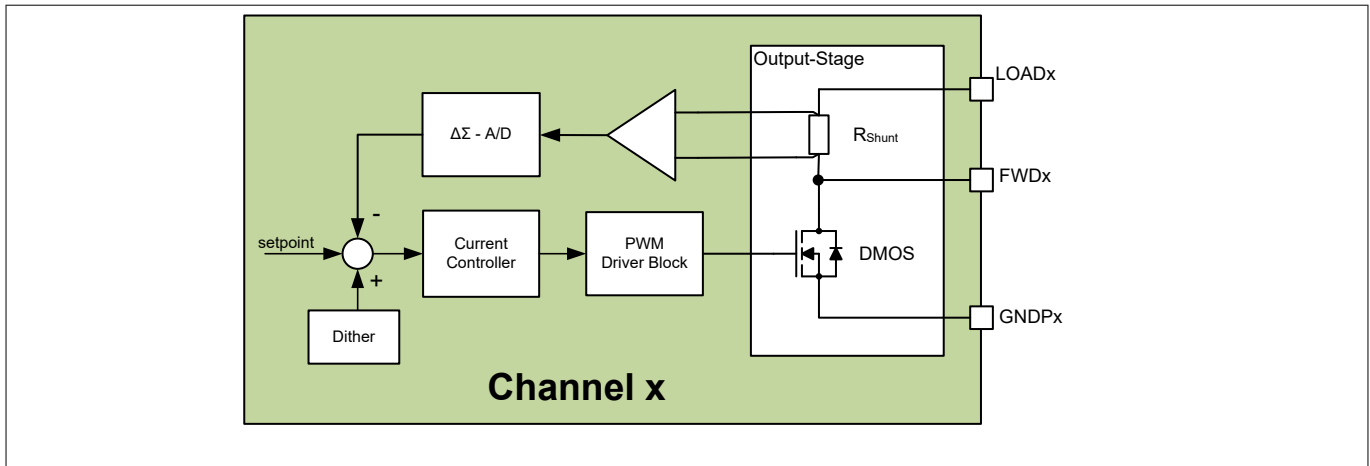 Output-Stage
LOADx
ΔΣ - A/D
RShunt
FWDx
-
setpoint
Current
Controller
PWM
Driver Block
DMOS
+
Dither
GNDPx
Channel x